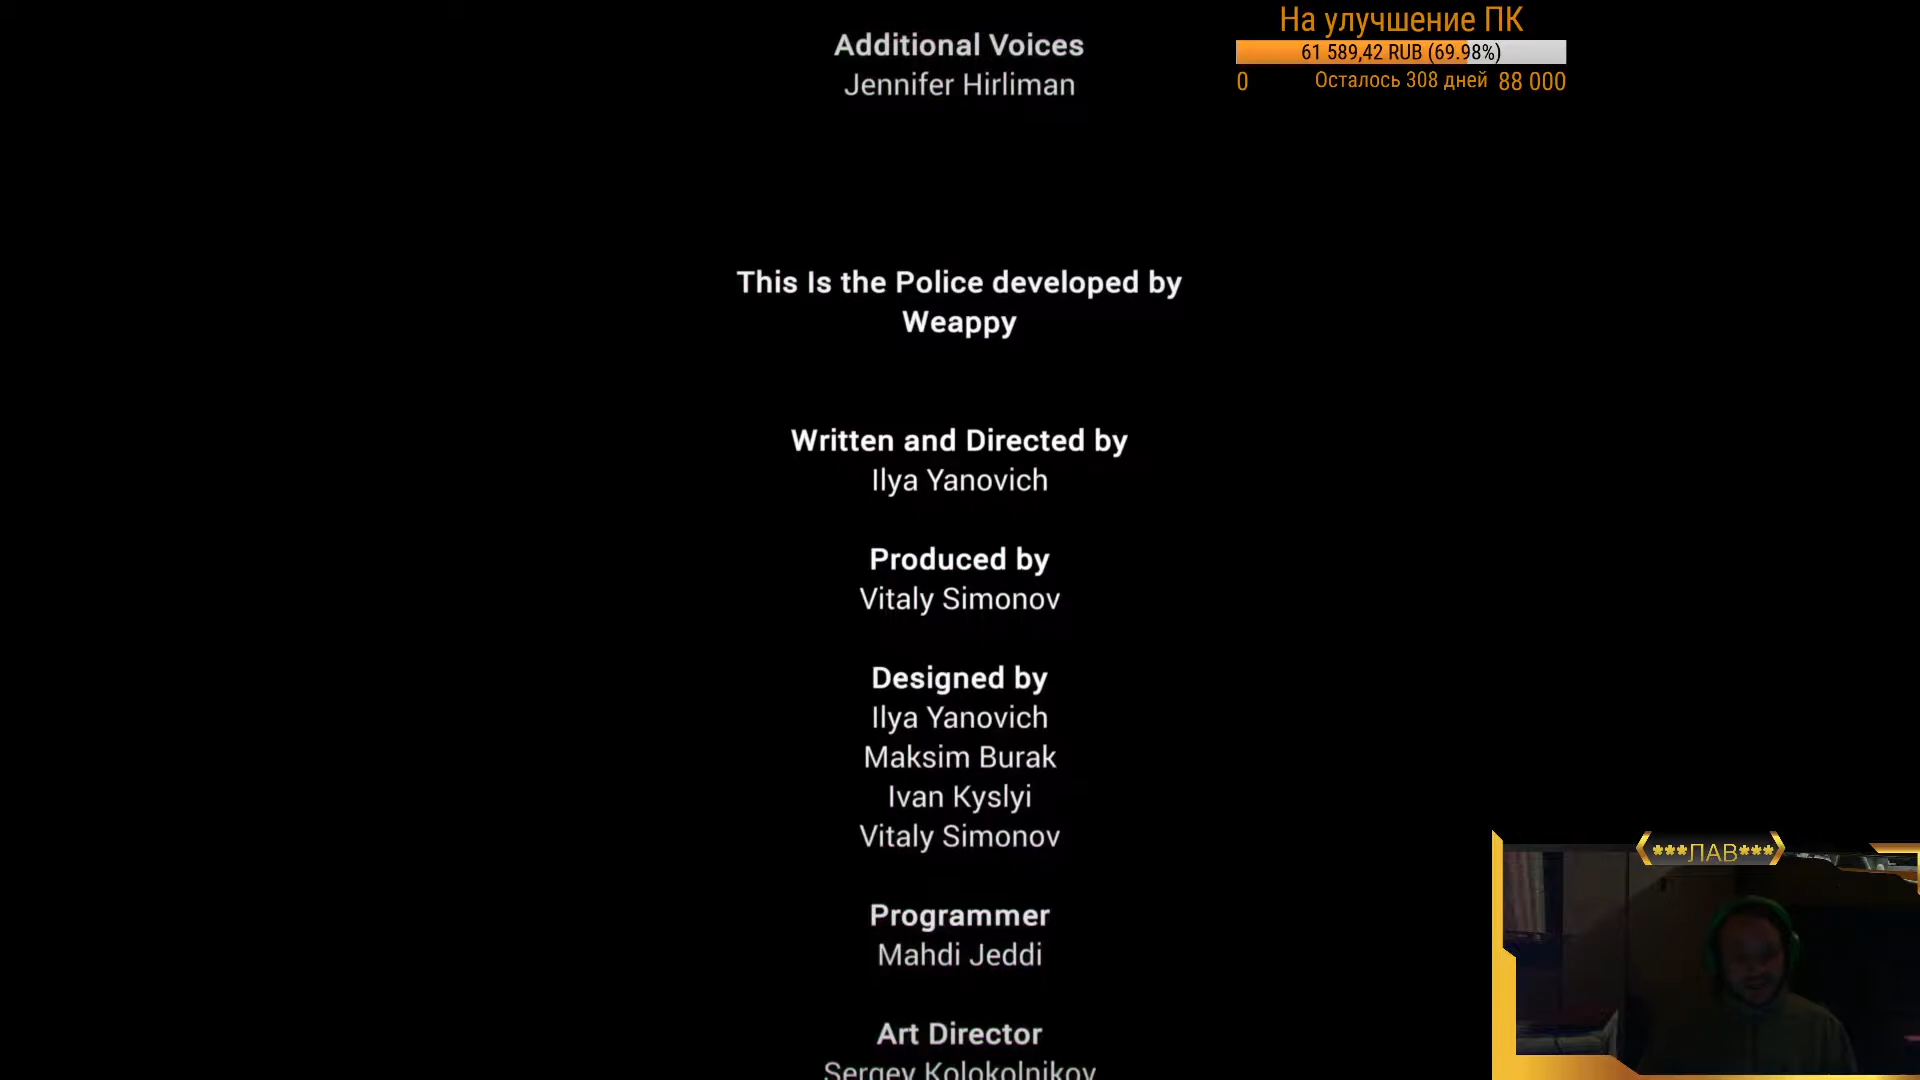 Additional Voices
Jennifer Hirliman
На улучшение ПК
61 589,42 RUB (69.98%)
0
Осталось 308 дней
88 000
This Is the Police developed by
Weappy
Written and Directed by
Ilya Yanovich
Produced by
Vitaly Simonov
Designed by
Ilya Yanovich
Maksim Burak
Ivan Kyslyi
Vitaly Simonov
Programmer
Mahdi Jeddi
Art Director
Sergey Kolokolnikov
***ЛАВ***